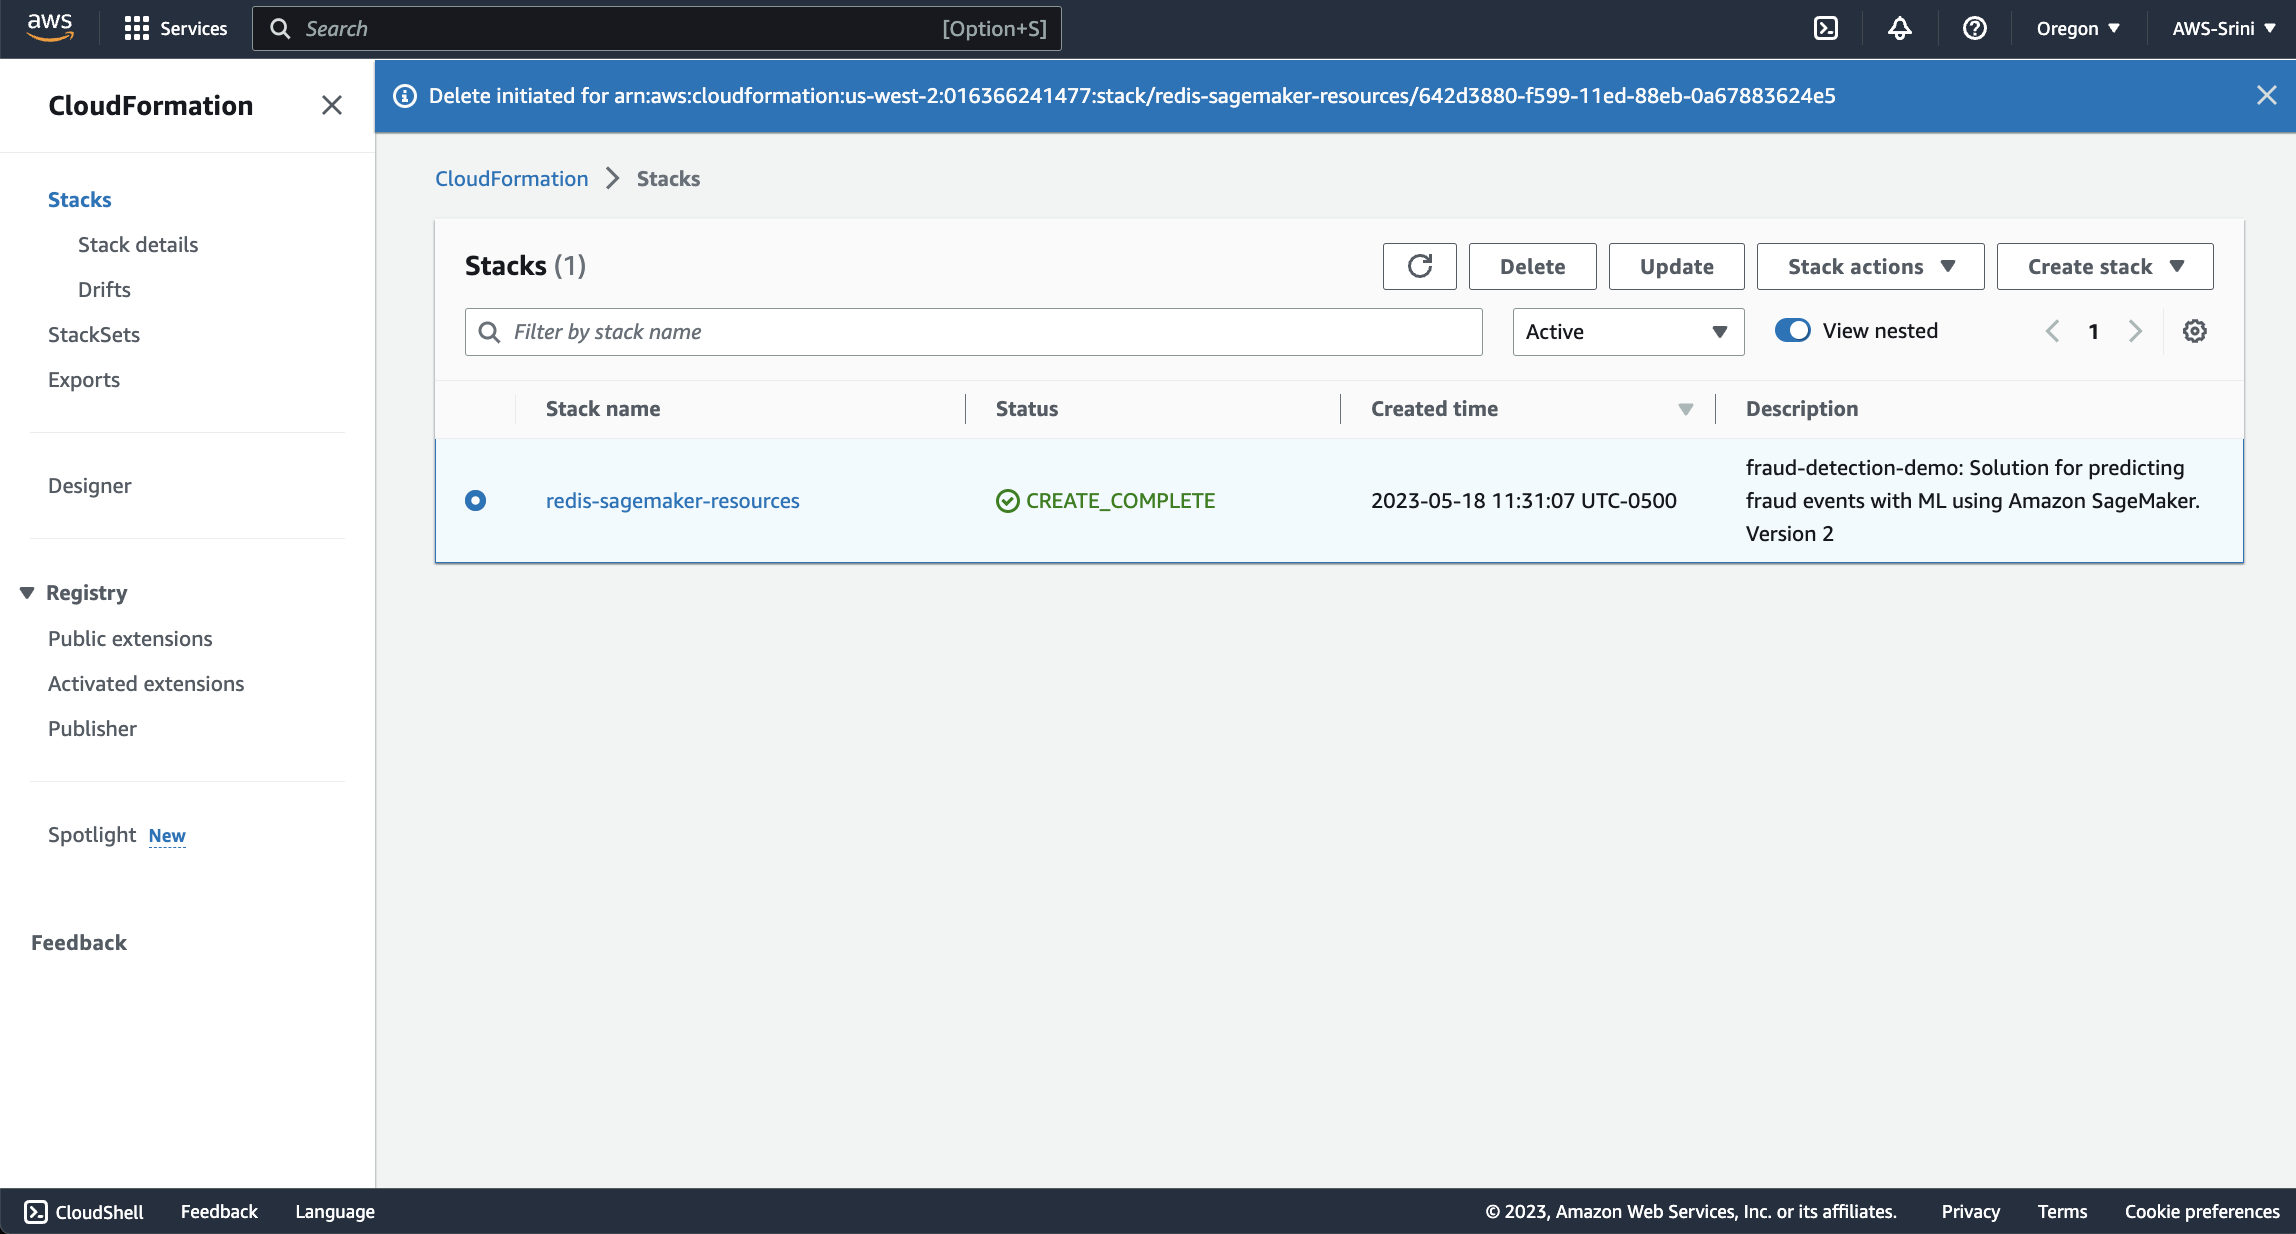 aws
Services
Search
[Option+S]
Oregon
AWS-Srini
CloudFormation
Stacks
Stack details
Drifts
StackSets
Exports
Designer
Registry
Public extensions
Activated extensions
Publisher
Spotlight New
Feedback
Delete initiated for arn:aws:cloudformation:us-west-2:016366241477:stack/redis-sagemaker-resources/642d3880-f599-11ed-88eb-0a67883624e5
CloudFormation Stacks
Stacks (1)
Delete
Update
Stack actions
Create stack
Filter by stack name
Active
View nested
1
Stack name
Status
Created time
Description
redis-sagemaker-resources
CREATE_COMPLETE
2023-05-18 11:31:07 UTC-0500
fraud-detection-demo: Solution for predicting
fraud events with ML using Amazon SageMaker.
Version 2
CloudShell
Feedback
Language
© 2023, Amazon Web Services, Inc. or its affiliates.
Privacy
Terms
Cookie preferences